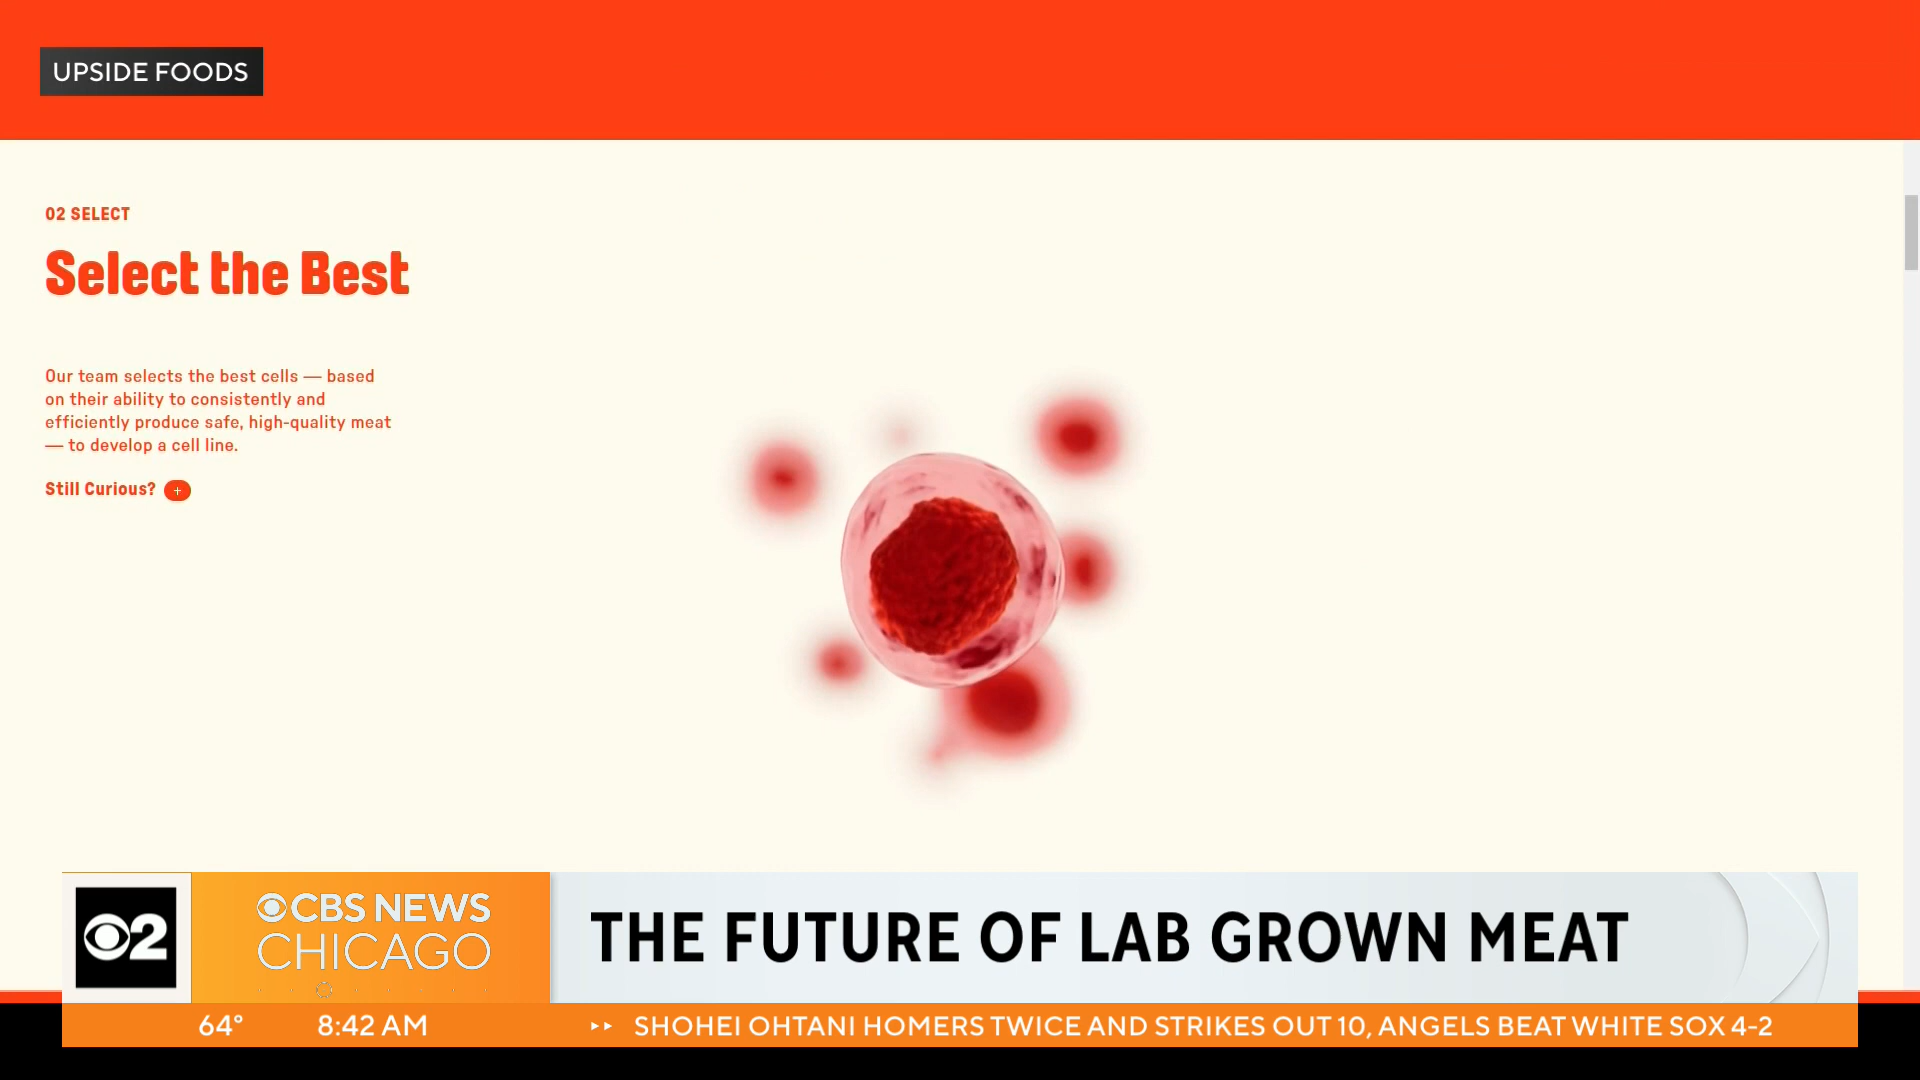 UPSIDE FOODS
02 SELECT
Select the Best
Our team selects the best cells — based
on their ability to consistently and
efficiently produce safe, high-quality meat
— to develop a cell line.
Still Curious? +
2
CBS NEWS
CHICAGO
THE FUTURE OF LAB GROWN MEAT
64° 8:42 AM
SHOHEI OHTANI HOMERS TWICE AND STRIKES OUT 10, ANGELS BEAT WHITE SOX 4-2